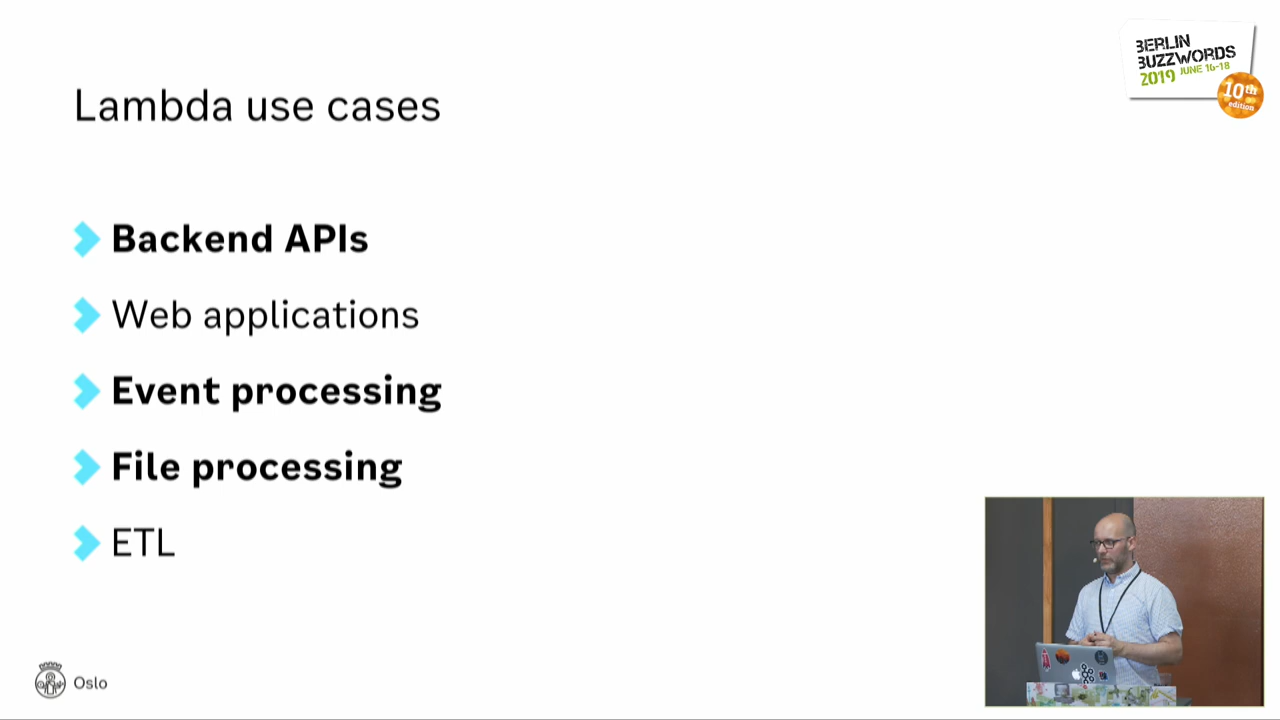 BERLIN
BUZZWORDS
2019 JUNE 16-18
10th
edition
Lambda use cases
Backend APIs
Web applications
Event processing
File processing
ETL
Oslo